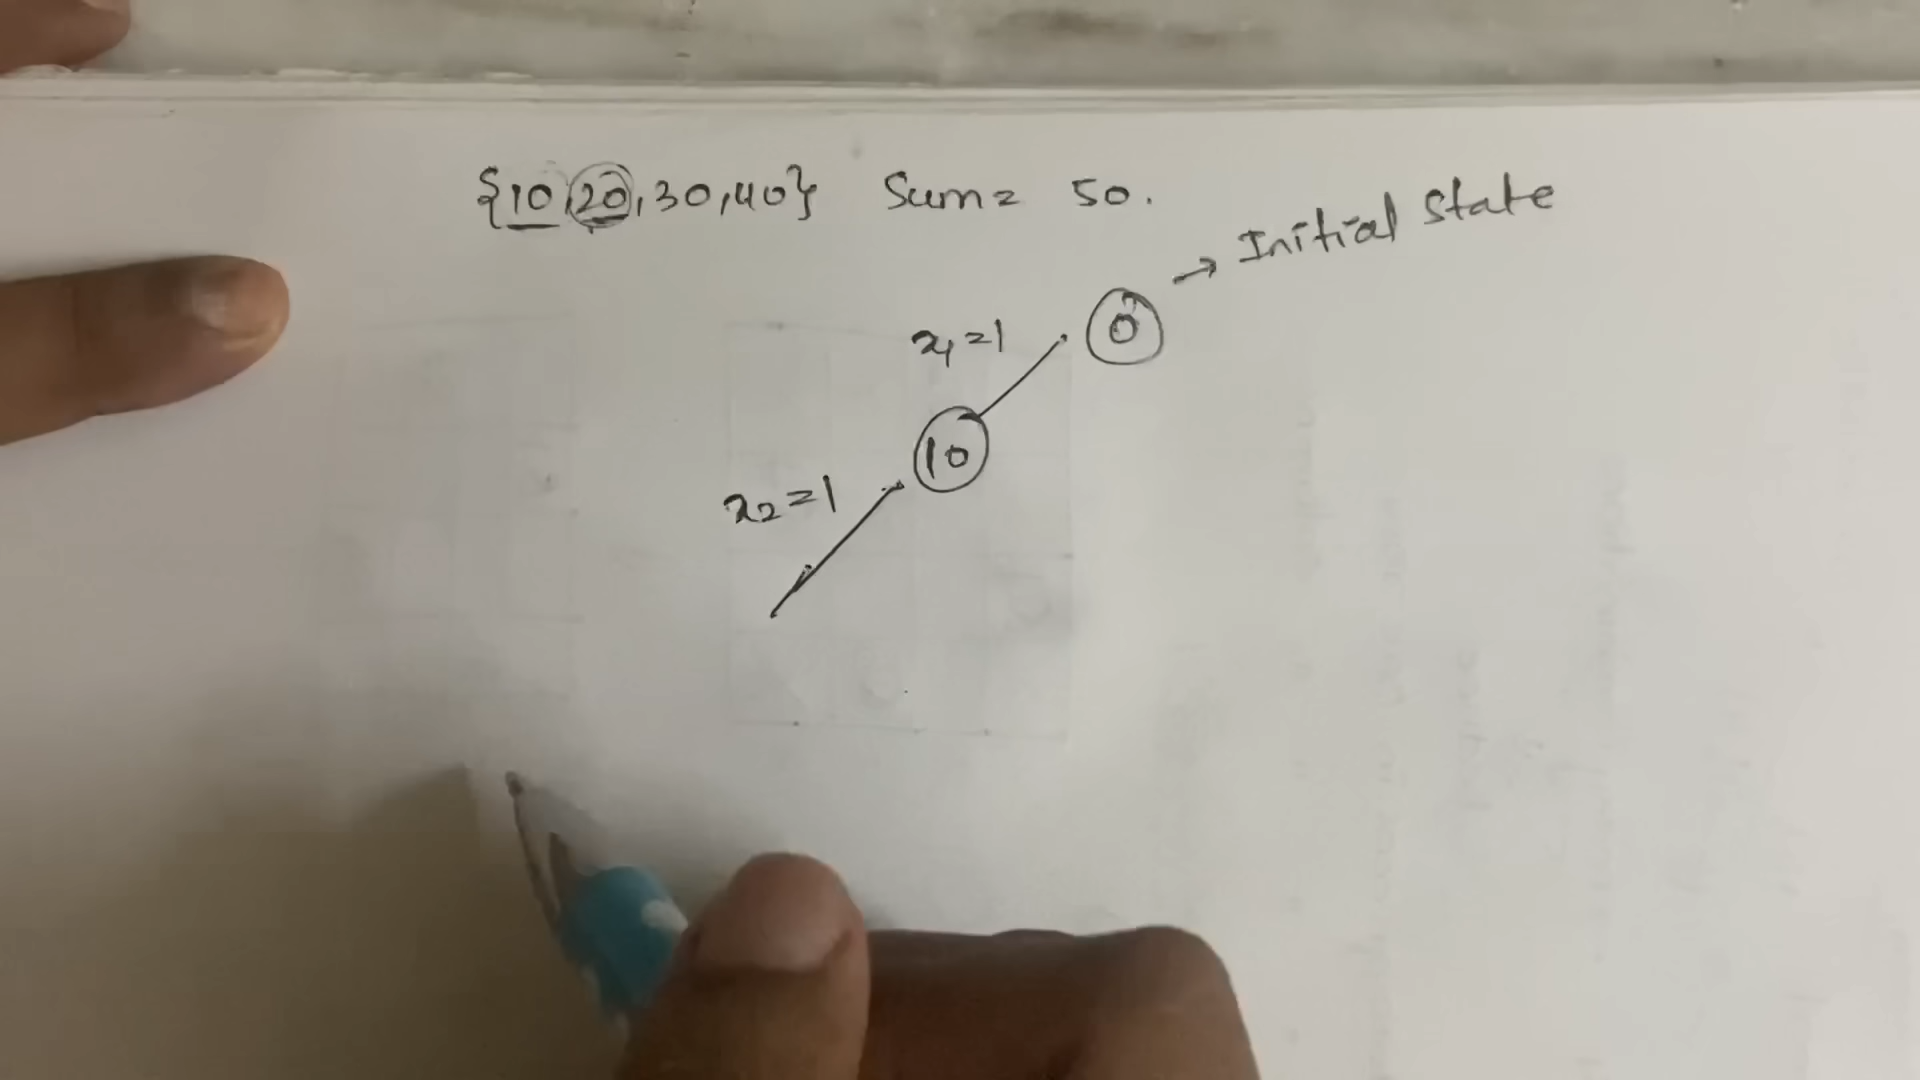 {10,20,30,40} Sum= 50.
→ Initial State
0
x1=1
10
x2=1